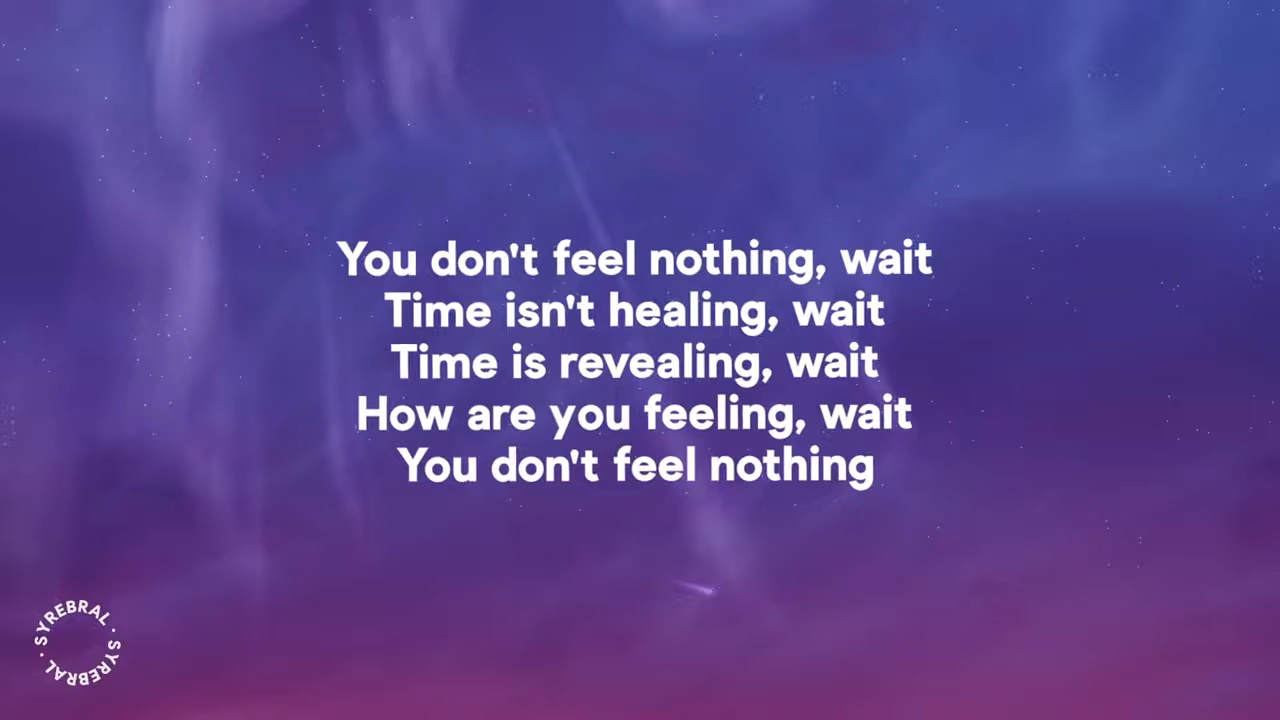 You don't feel nothing, wait
Time isn't healing, wait
Time is revealing, wait
How are you feeling, wait
You don't feel nothing
SYREBRAL · SYREBRAL ·